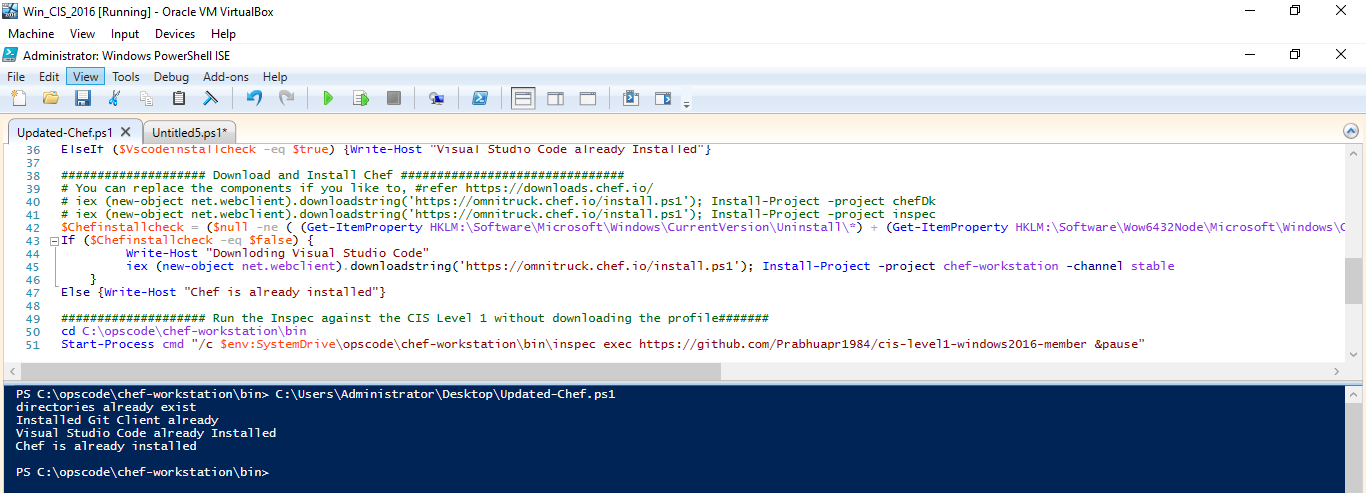 Win_CIS_2016 [Running] - Oracle VM VirtualBox
Machine View Input Devices Help
Administrator: Windows PowerShell ISE
File Edit View Tools Debug Add-ons Help
Updated-Chef.ps1 Untitled5.ps1*
36 ElseIf ($Vscodeinstallcheck -eq $true) {Write-Host "Visual Studio Code already Installed"}
37
38 #################### Download and Install Chef ###############################
39 # You can replace the components if you like to, #refer https://downloads.chef.io/
40 # iex (new-object net.webclient).downloadstring('https://omnitruck.chef.io/install.ps1'); Install-Project -project chefDk
41 # iex (new-object net.webclient).downloadstring('https://omnitruck.chef.io/install.ps1'); Install-Project -project inspec
42 $Chefinstallcheck = ($null -ne ( (Get-ItemProperty HKLM:\Software\Microsoft\Windows\CurrentVersion\Uninstall\*) + (Get-ItemProperty HKLM:\Software\Wow6432Node\Microsoft\Windows\C
43 If ($Chefinstallcheck -eq $false) {
44 Write-Host "Downloding Visual Studio Code"
45 iex (new-object net.webclient).downloadstring('https://omnitruck.chef.io/install.ps1'); Install-Project -project chef-workstation -channel stable
46 }
47 Else {Write-Host "Chef is already installed"}
48
49 #################### Run the Inspec against the CIS Level 1 without downloading the profile#######
50 cd C:\opscode\chef-workstation\bin
51 Start-Process cmd "/c $env:SystemDrive\opscode\chef-workstation\bin\inspec exec https://github.com/Prabhuapr1984/cis-level1-windows2016-member &pause"
PS C:\opscode\chef-workstation\bin> C:\Users\Administrator\Desktop\Updated-Chef.ps1
directories already exist
Installed Git Client already
Visual Studio Code already Installed
Chef is already installed
PS C:\opscode\chef-workstation\bin>